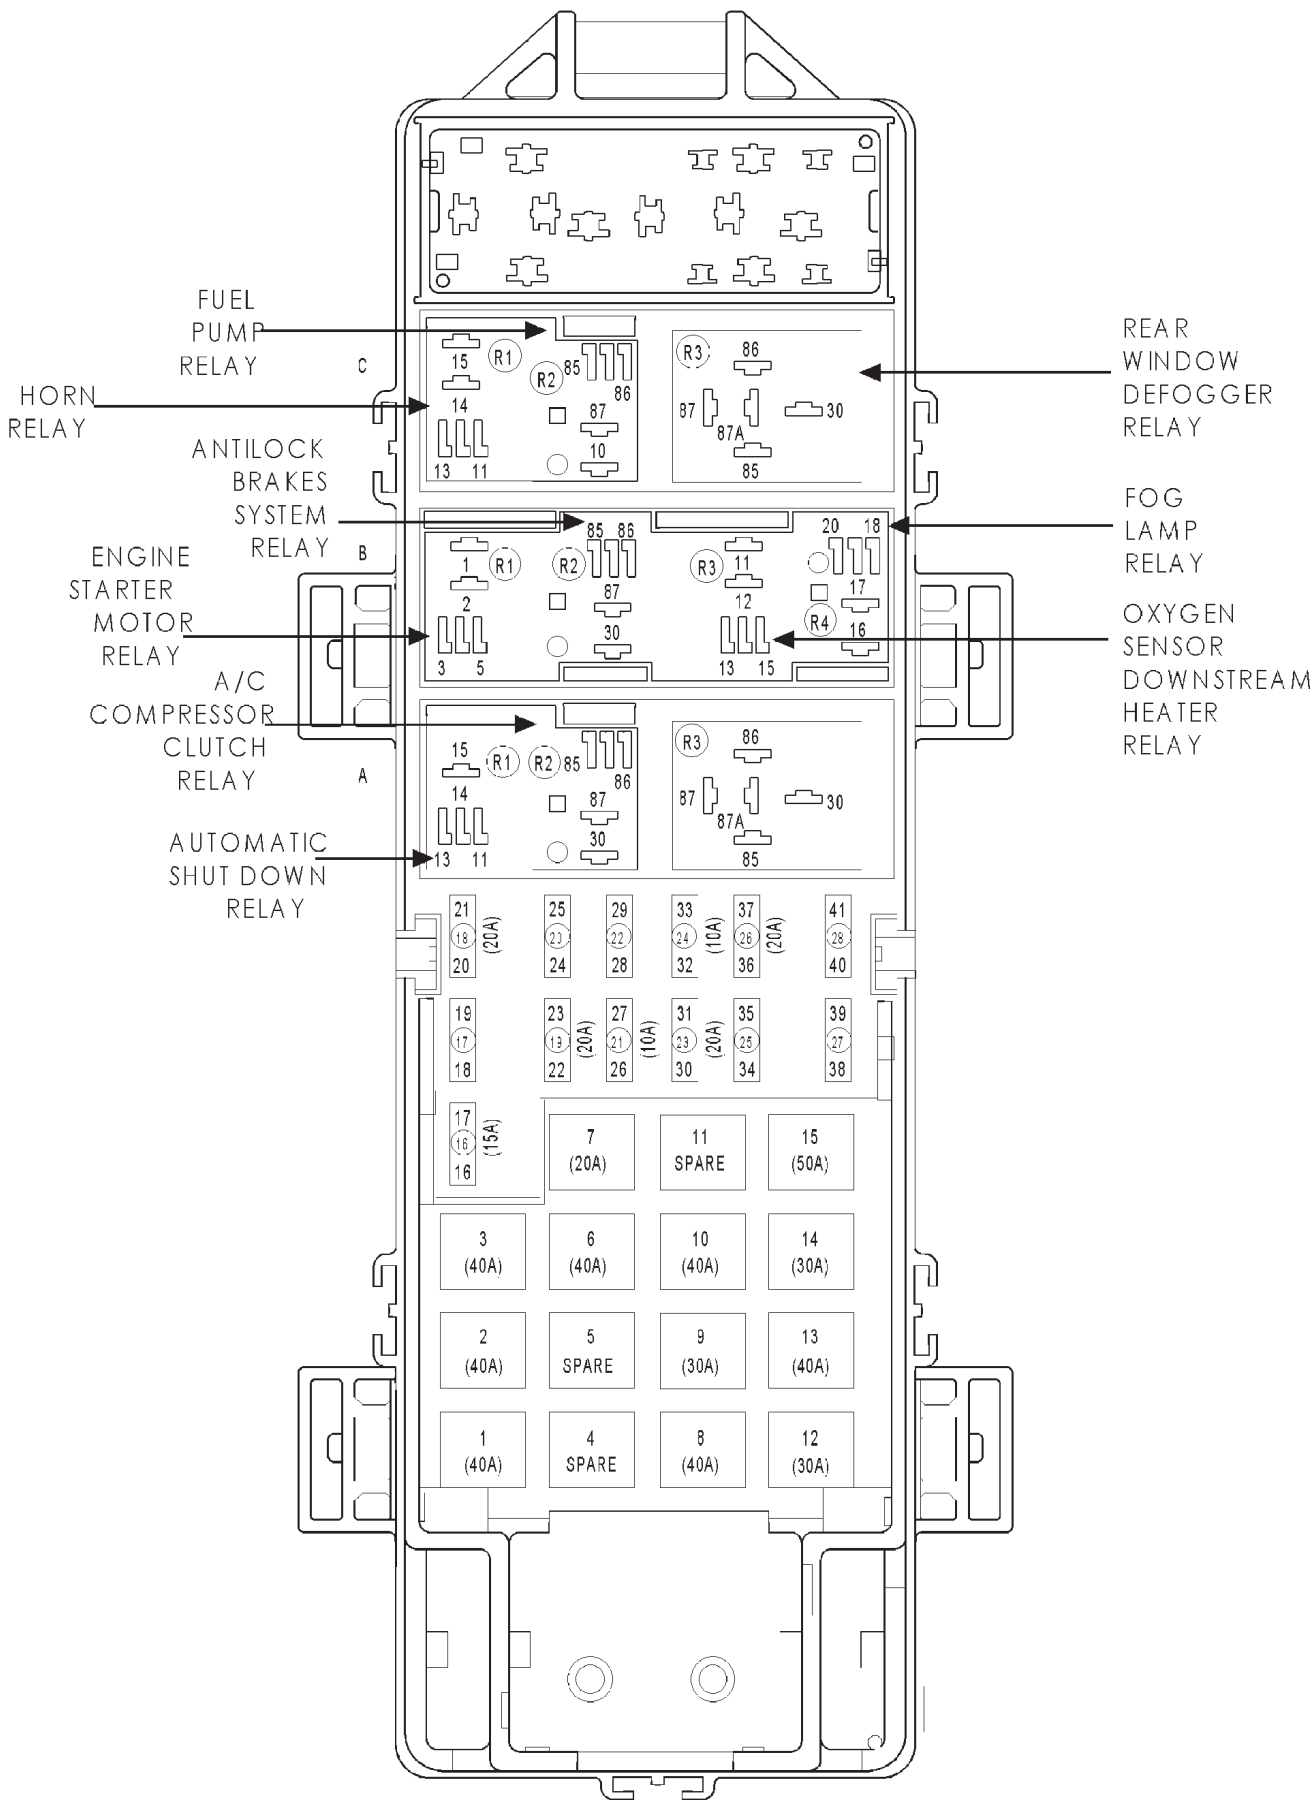 FUEL
PUMP
RELAY
C
HORN
RELAY
ANTILOCK
BRAKES
SYSTEM
RELAY
B
ENGINE
STARTER
MOTOR
RELAY
A/C
COMPRESSOR
CLUTCH
RELAY
A
AUTOMATIC
SHUT DOWN
RELAY
REAR
WINDOW
DEFOGGER
RELAY
FOG
LAMP
RELAY
OXYGEN
SENSOR
DOWNSTREAM
HEATER
RELAY
15 R1 85 R2 86
14 87
13 11 10
R3 86
87 87A 30
85
85 86 20 18
1 R1 R2 R3 11 17
2 87 12 R4 16
3 5 30 13 15
15 R1 R2 85 86
14 87
13 11 30
R3 86
87 87A 30
85
21 25 29 33 37 41
18 (20A) 20 22 24 (10A) 26 (20A) 28
20 24 28 32 36 40
19 23 27 31 35 39
17 19 (20A) 21 (10A) 23 (20A) 25 27
18 22 26 30 34 38
17
16 (15A)
16
7 11 15
(20A) SPARE (50A)
3 6 10 14
(40A) (40A) (40A) (30A)
2 5 9 13
(40A) SPARE (30A) (40A)
1 4 8 12
(40A) SPARE (40A) (30A)